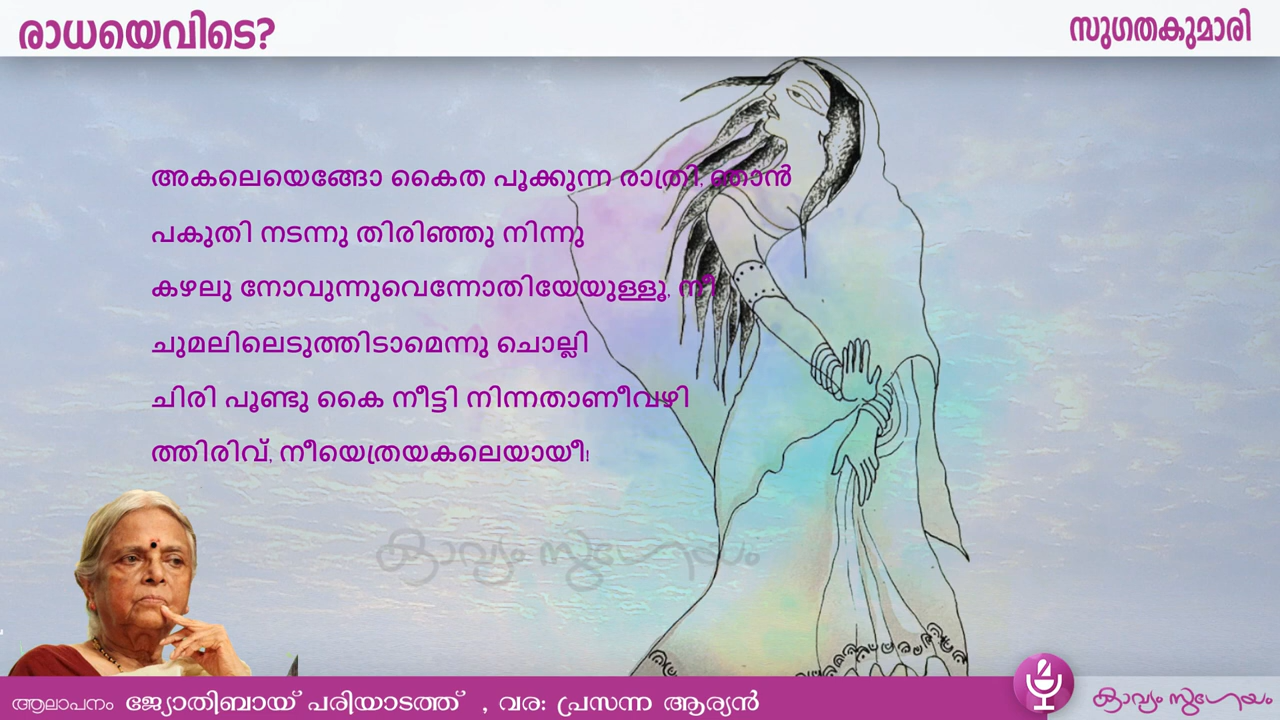 രാധയെവിടെ?
സുഗതകുമാരി
അകലെയെങ്ങോ കൈത പൂക്കുന്ന രാത്രി, ഞാൻ
പകുതി നടന്നു തിരിഞ്ഞു നിന്നു
കഴലു നോവുന്നുവെന്നോതിയേയുള്ളൂ, നീ
ചുമലിലെടുത്തിടാമെന്നു ചൊല്ലി
ചിരി പൂണ്ടു കൈ നീട്ടി നിന്നതാണീവഴി
ത്തിരിവ്, നീയെത്രയകലെയായീ!
കാവ്യം സുഗേയം
ആലാപനം ജ്യോതിബായ് പരിയാടത്ത് , വര: പ്രസന്ന ആര്യൻ
കാവ്യം സുഗേയം